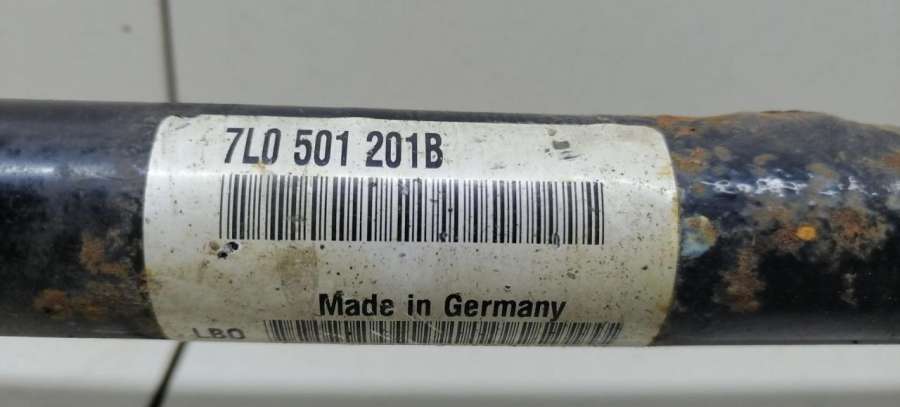 7L0 501 201B
Made in Germany
LBO